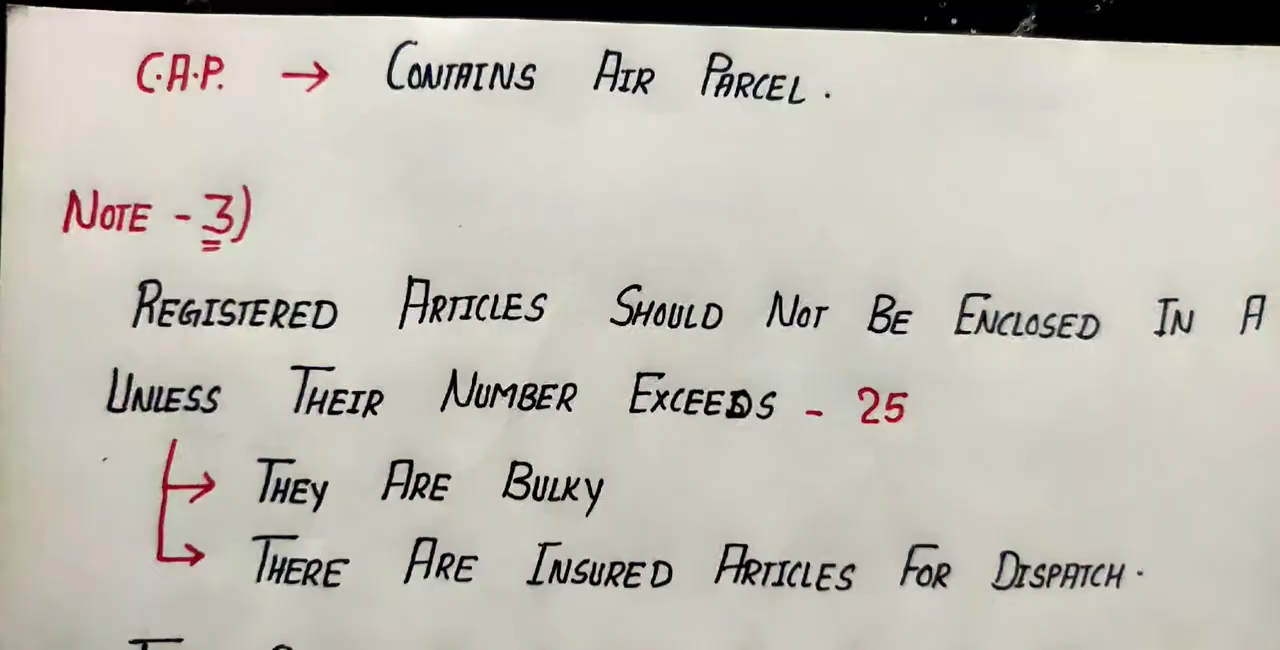 C.A.P. → CONTAINS AIR PARCEL.
NOTE - 3)
REGISTERED ARTICLES SHOULD NOT BE ENCLOSED IN A
UNLESS THEIR NUMBER EXCEEDS - 25
→ THEY ARE BULKY
→ THERE ARE INSURED ARTICLES FOR DISPATCH.